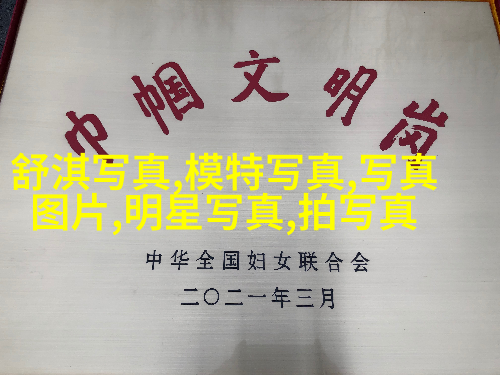 巾帼文明岗
舒淇写真,模特写真,写真
图片,明星写真,拍写真
中华全国妇女联合会
二〇二一年三月